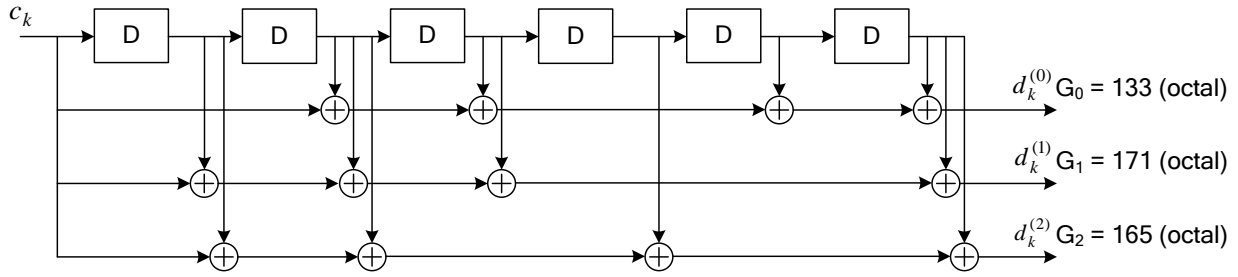 c_k
D D D D D D
d_k^{(0)} G_0 = 133 (octal)
d_k^{(1)} G_1 = 171 (octal)
d_k^{(2)} G_2 = 165 (octal)